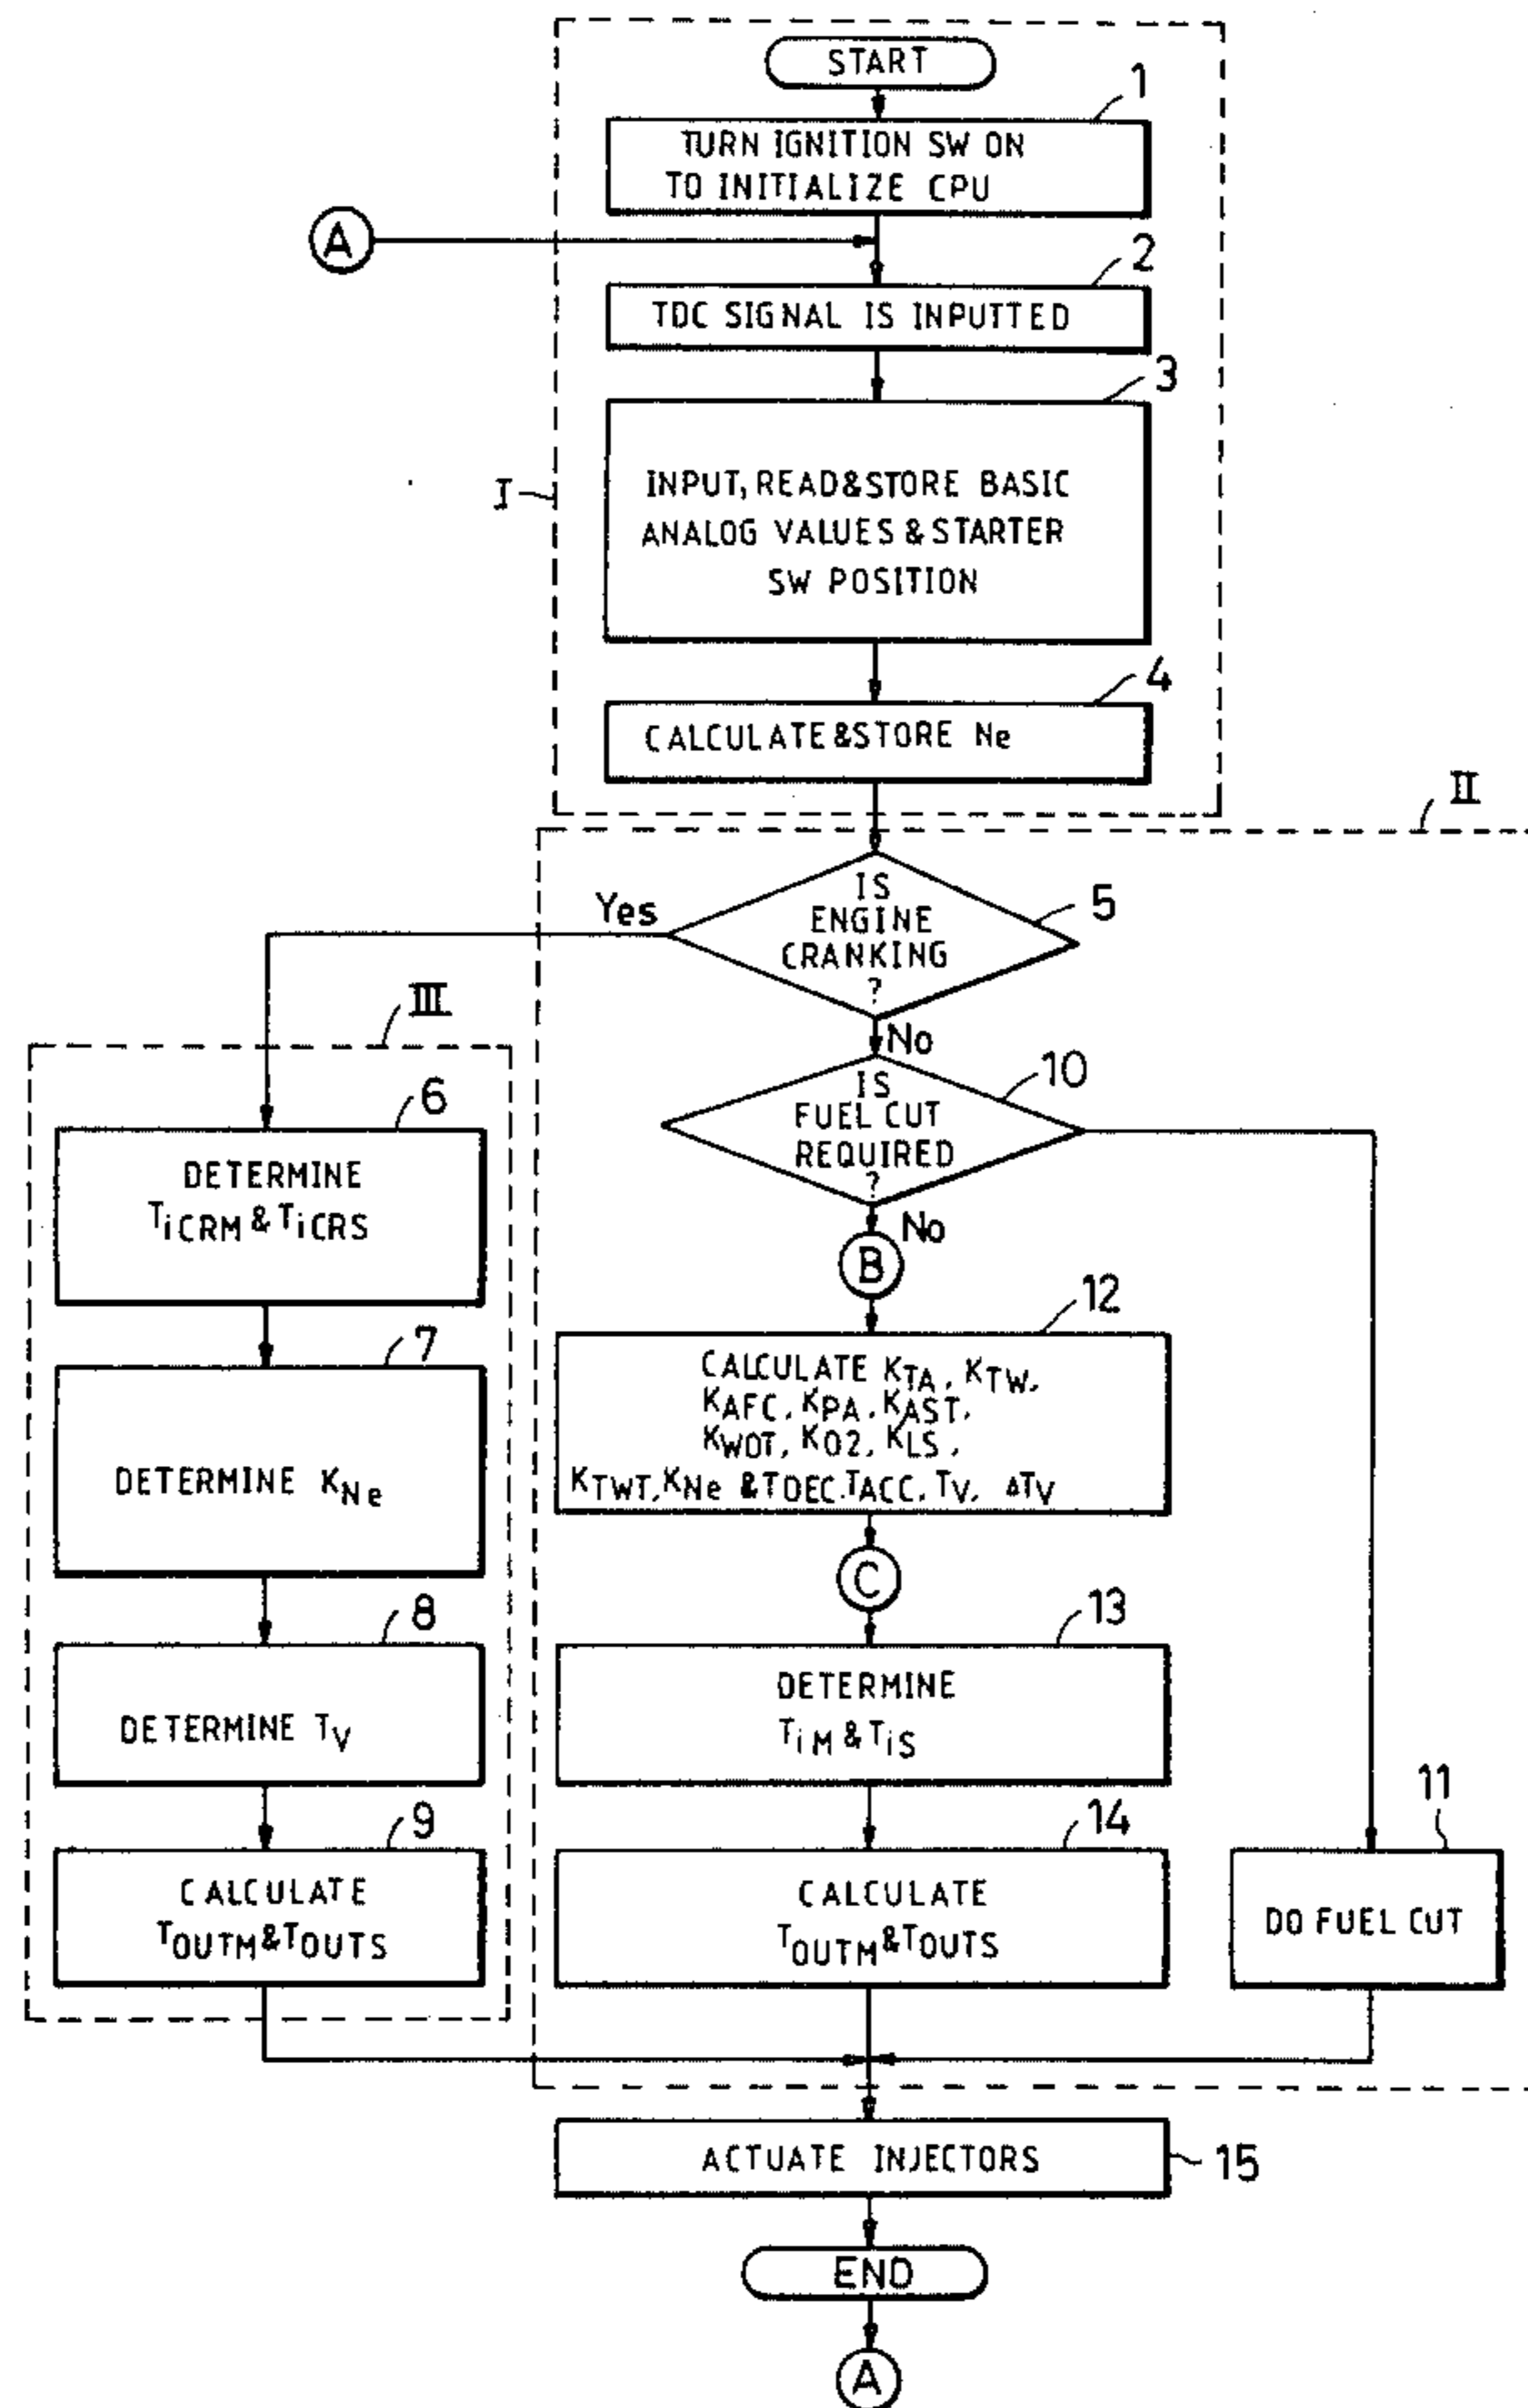 START
1
TURN IGNITION SW ON
TO INITIALIZE CPU
A
2
TDC SIGNAL IS INPUTTED
3
I
INPUT, READ&STORE BASIC
ANALOG VALUES & STARTER
SW POSITION
4
CALCULATE&STORE Ne
II
5
IS
ENGINE
CRANKING
?
Yes
No
III
10
IS
FUEL CUT
REQUIRED
?
No
B
6
DETERMINE
TiCRM & TiCRS
7
DETERMINE KNe
8
DETERMINE TV
9
CALCULATE
TOUTM&TOUTS
12
CALCULATE KTA, KTW,
KAFC, KPA, KAST,
KWOT, KO2, KLS,
KTWT, KNe & TDEC, TACC, TV, ΔTV
C
13
DETERMINE
TiM & TiS
14
CALCULATE
TOUTM&TOUTS
11
DO FUEL CUT
ACTUATE INJECTORS
15
END
A